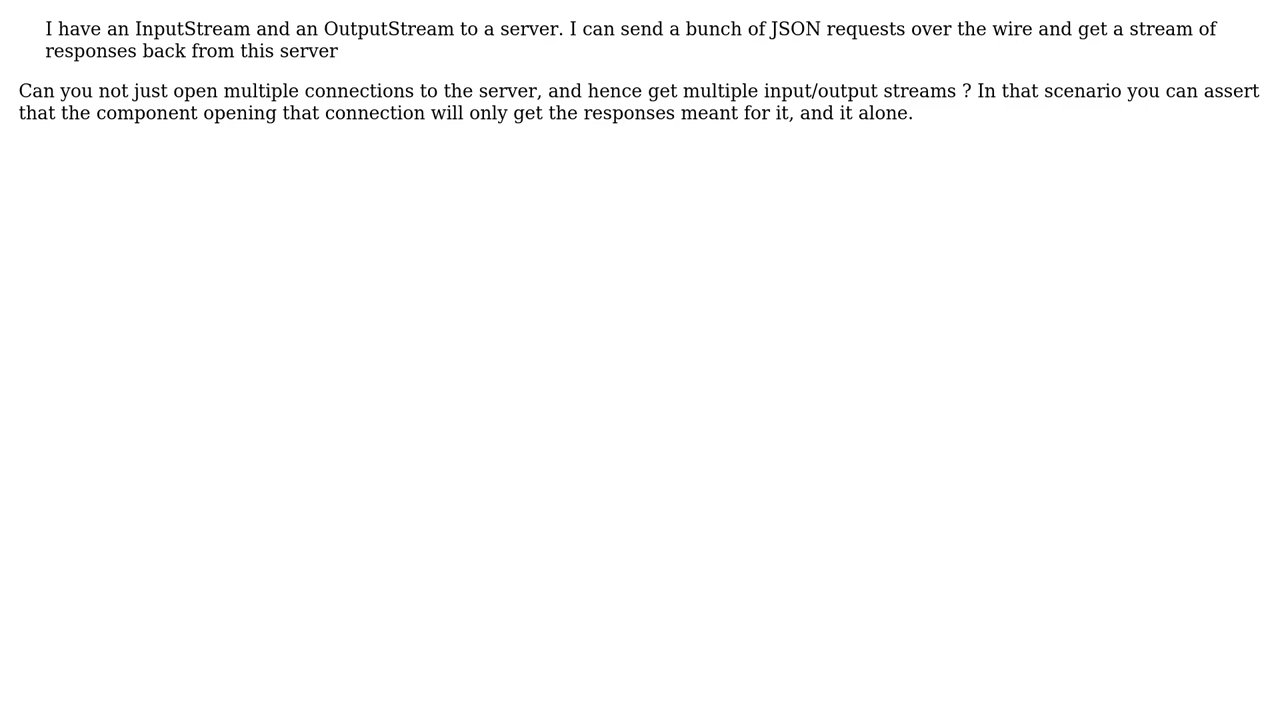 I have an InputStream and an OutputStream to a server. I can send a bunch of JSON requests over the wire and get a stream of
responses back from this server
Can you not just open multiple connections to the server, and hence get multiple input/output streams ? In that scenario you can assert
that the component opening that connection will only get the responses meant for it, and it alone.